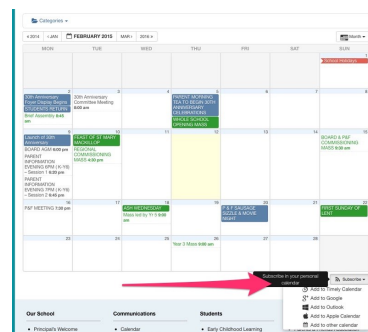 Categories
« 2014 ‹ JAN FEBRUARY 2015 MAR › 2016 » Month
MON TUE WED THU FRI SAT SUN
1
School Holidays
2 3 4 5 6 7 8
30th Anniversary
Foyer Display Begins
STUDENTS RETURN
Brief Assembly 8:45
am
30th Anniversary
Committee Meeting
6:00 pm
PARENT MORNING
TEA TO BEGIN 30TH
ANNIVERSARY
CELEBRATIONS
WHOLE SCHOOL
OPENING MASS
9 10 11 12 13 14 15
Launch of 30th
Anniversary
BOARD AGM 6:00 pm
PARENT
INFORMATION
EVENING 6PM ( K-Y6)
– Session 1 6:30 pm
PARENT
INFORMATION
EVENING 7PM ( K-Y6)
– Session 2 6:45 pm
FEAST OF ST MARY
MACKILLOP
REGIONAL
COMMISSIONING
MASS 4:30 pm
BOARD & P&F
COMMISSIONING
MASS 9:30 am
16 17 18 19 20 21 22
P&F MEETING 7:30 pm
ASH WEDNESDAY
Mass led by Yr 6 9:00
am
P & F SAUSAGE
SIZZLE & MOVIE
NIGHT
FIRST SUNDAY OF
LENT
23 24 25 26 27 28
Year 3 Mass 9:00 am
Subscribe in your personal
calendar
Subscribe
Add to Timely Calendar
Add to Google
Add to Outlook
Add to Apple Calendar
Add to other calendar
Our School Communications Students
• Principal's Welcome • Calendar • Early Childhood Learning